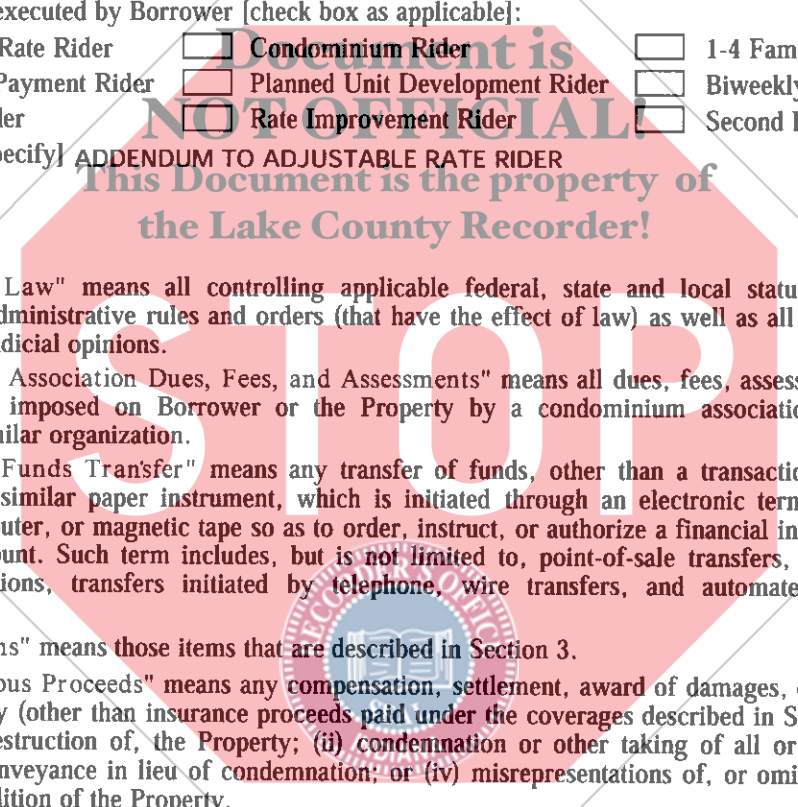 executed by Borrower [check box as applicable]:
Rate Rider Condominium Rider 1-4 Fam
Payment Rider Planned Unit Development Rider Biweekly
ler Rate Improvement Rider Second
ecify] ADDENDUM TO ADJUSTABLE RATE RIDER
Document is
NOT OFFICIAL!
This Document is the property of
the Lake County Recorder!
STOP
Law" means all controlling applicable federal, state and local statu
dministrative rules and orders (that have the effect of law) as well as all
dicial opinions.
Association Dues, Fees, and Assessments" means all dues, fees, assess
imposed on Borrower or the Property by a condominium associatio
milar organization.
Funds Transfer" means any transfer of funds, other than a transactio
similar paper instrument, which is initiated through an electronic term
uter, or magnetic tape so as to order, instruct, or authorize a financial in
ount. Such term includes, but is not limited to, point-of-sale transfers,
tions, transfers initiated by telephone, wire transfers, and automate
ns" means those items that are described in Section 3.
ous Proceeds" means any compensation, settlement, award of damages,
y (other than insurance proceeds paid under the coverages described in S
estruction of, the Property; (ii) condemnation or other taking of all or
nveyance in lieu of condemnation; or (iv) misrepresentations of, or omi
dition of the Property.
RECORDER'S OFFIC
SEAL
INDIANA